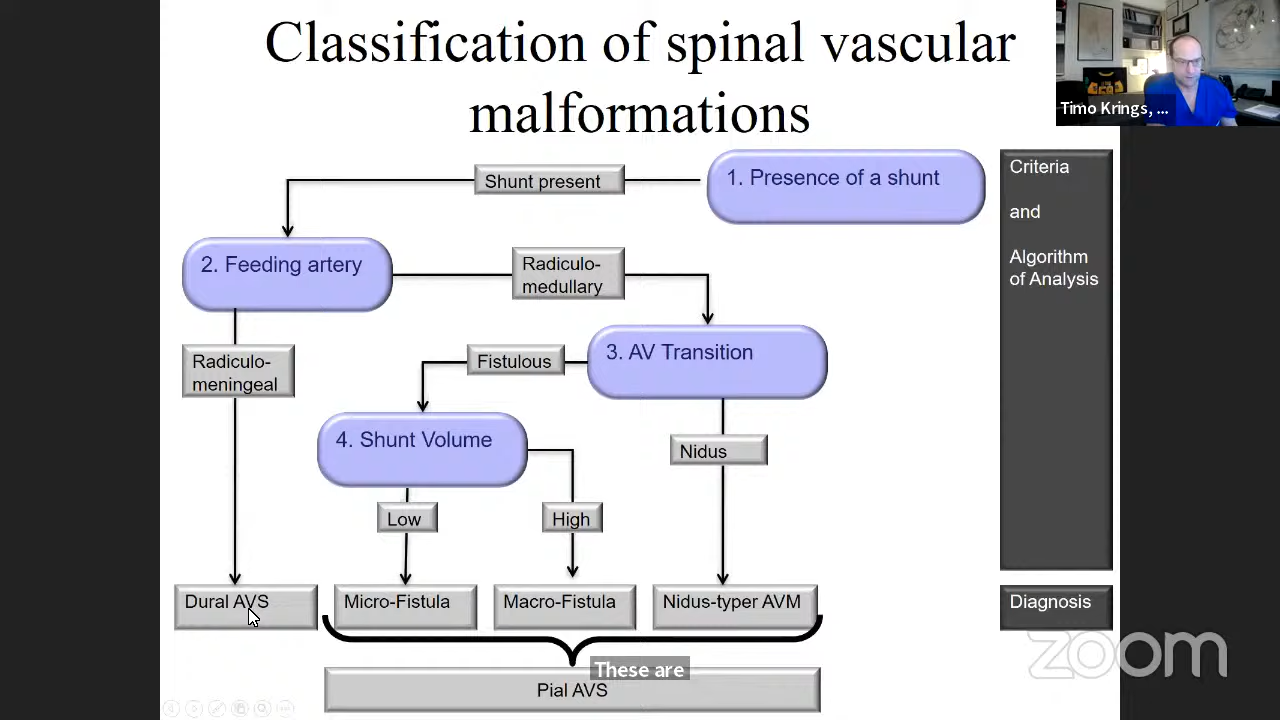 Classification of spinal vascular
malformations
Timo Krings, ...
Criteria
and
Algorithm
of Analysis
1. Presence of a shunt
Shunt present
2. Feeding artery
Radiculo-
medullary
3. AV Transition
Radiculo-
meningeal
Fistulous
4. Shunt Volume
Nidus
Low
High
Dural AVS
Micro-Fistula
Macro-Fistula
Nidus-typer AVM
Diagnosis
These are
Pial AVS
zoom